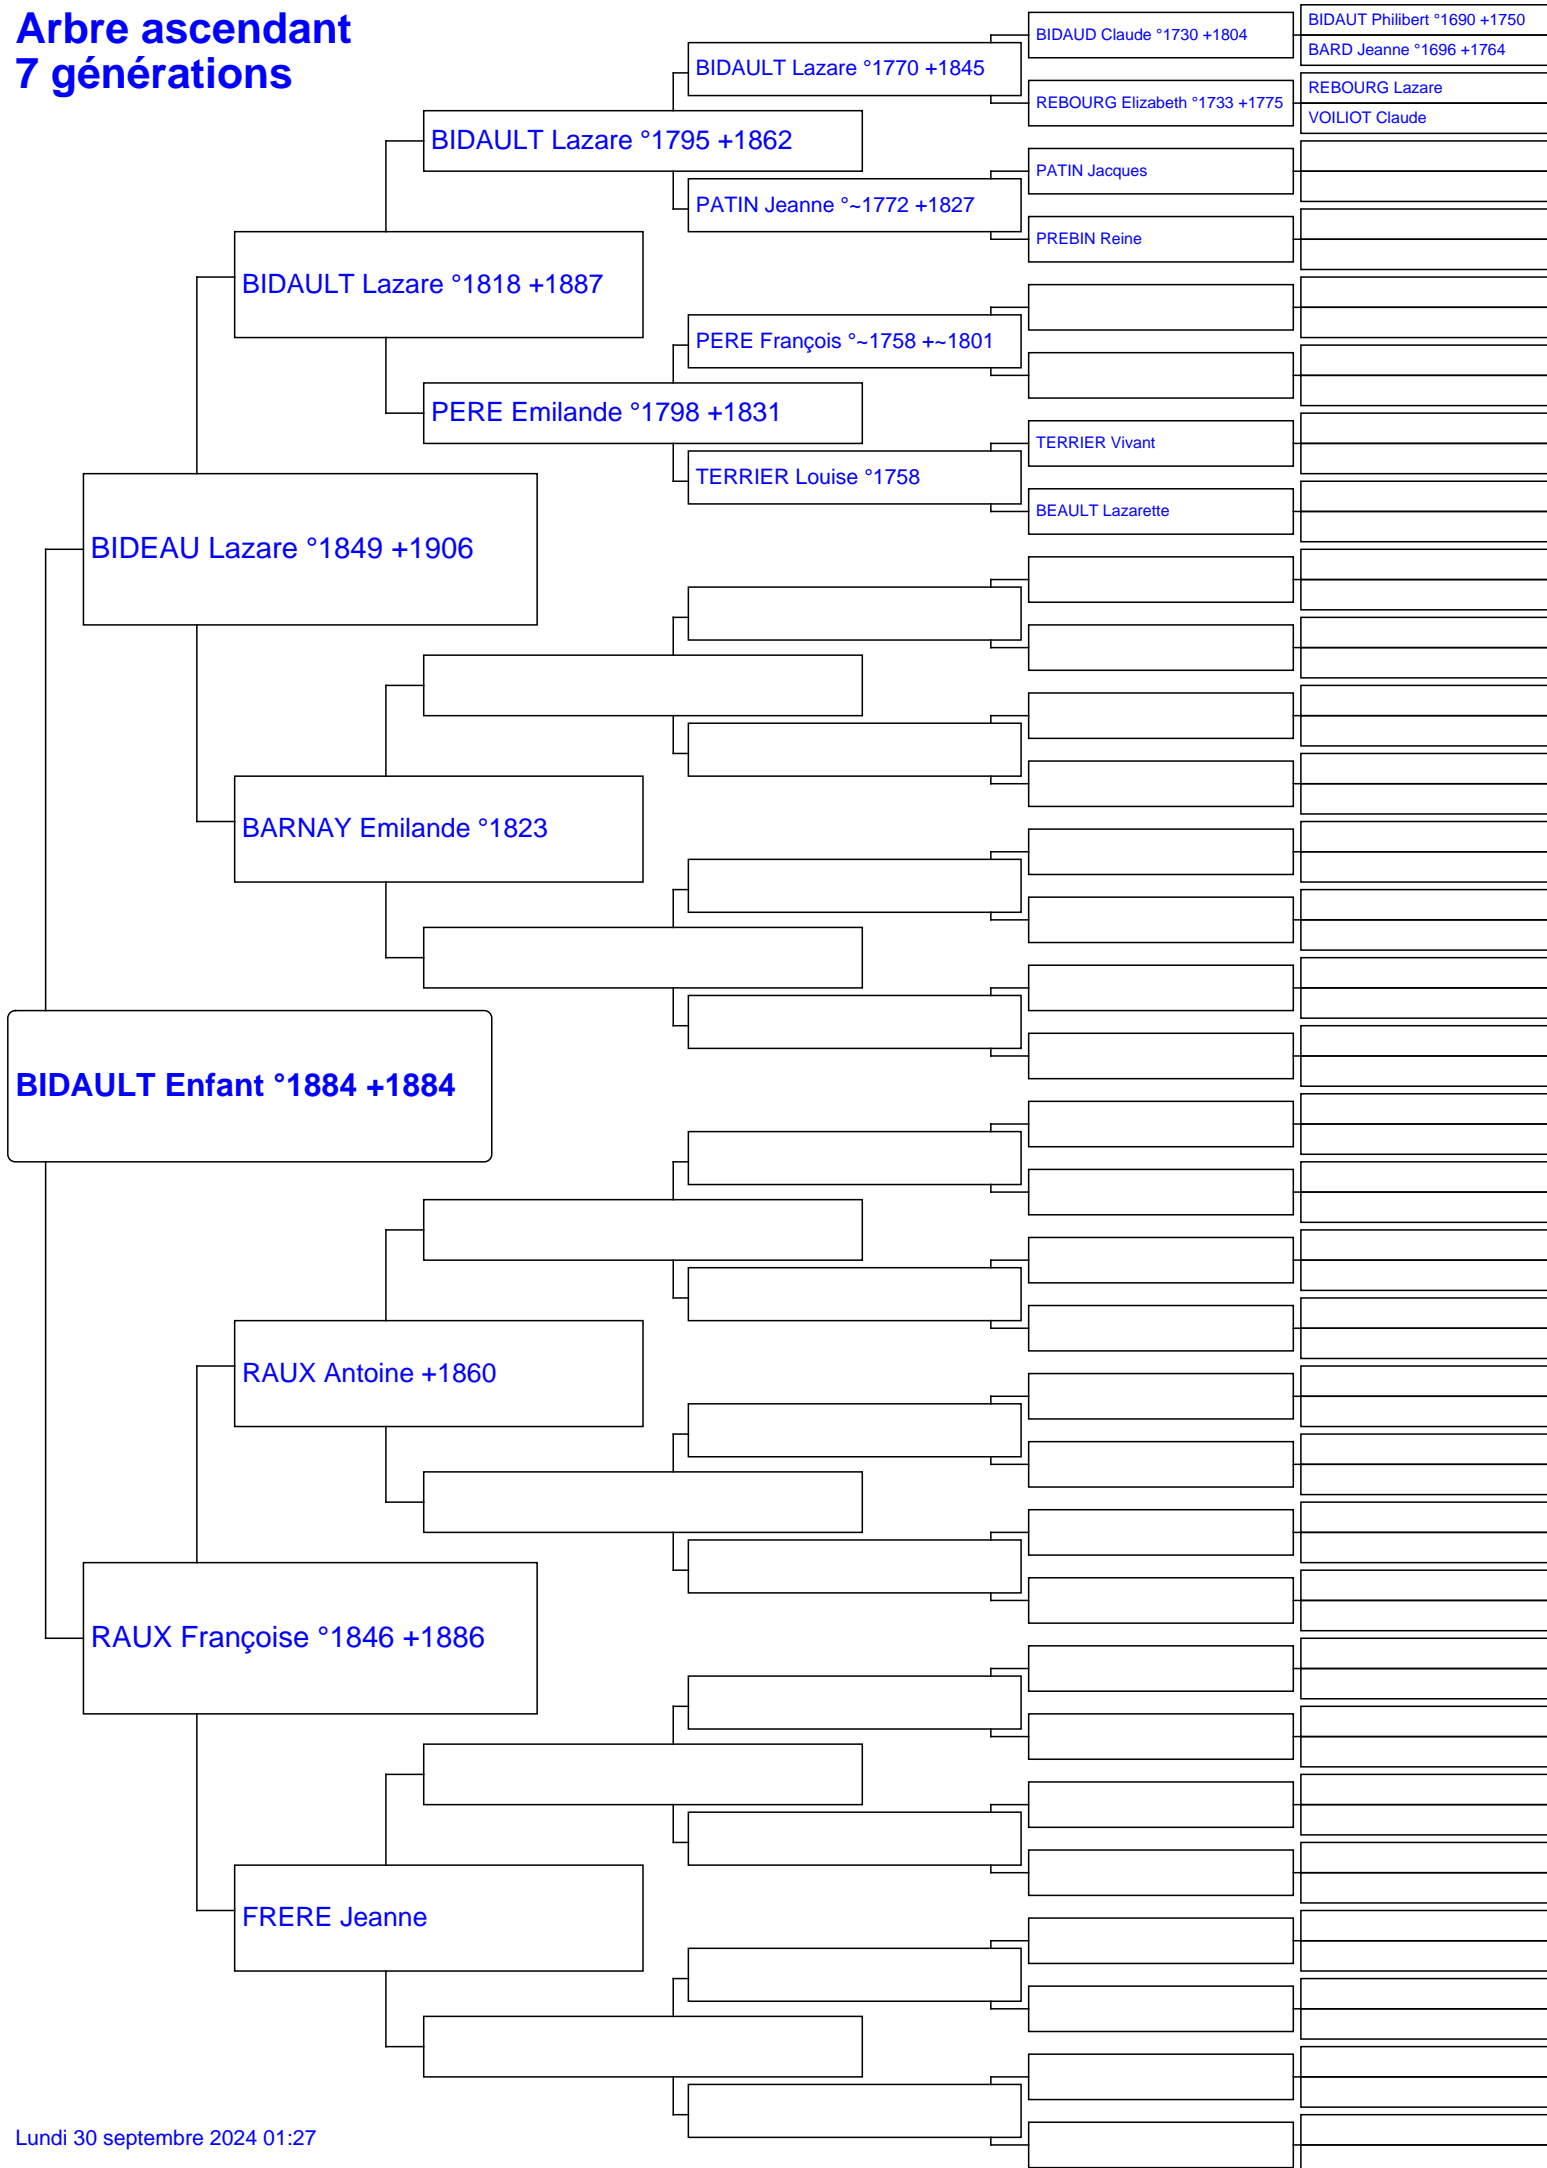 Arbre ascendant
7 générations
BIDAUT Philibert °1690 +1750
BIDAUD Claude °1730 +1804
BARD Jeanne °1696 +1764
BIDAULT Lazare °1770 +1845
REBOURG Lazare
REBOURG Elizabeth °1733 +1775
VOILIOT Claude
BIDAULT Lazare °1795 +1862
PATIN Jacques
PATIN Jeanne °~1772 +1827
PREBIN Reine
BIDAULT Lazare °1818 +1887
PERE François °~1758 +~1801
PERE Emilande °1798 +1831
TERRIER Vivant
TERRIER Louise °1758
BEAULT Lazarette
BIDEAU Lazare °1849 +1906
BARNAY Emilande °1823
BIDAULT Enfant °1884 +1884
RAUX Antoine +1860
RAUX Françoise °1846 +1886
FRERE Jeanne
Lundi 30 septembre 2024 01:27